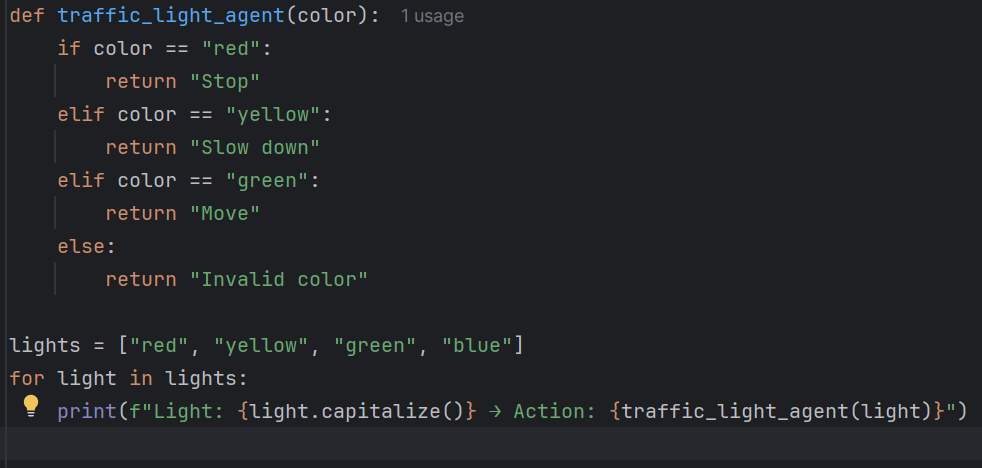 def traffic_light_agent(color): 1 usage
    if color == "red":
        return "Stop"
    elif color == "yellow":
        return "Slow down"
    elif color == "green":
        return "Move"
    else:
        return "Invalid color"
lights = ["red", "yellow", "green", "blue"]
for light in lights:
    print(f"Light: {light.capitalize()} → Action: {traffic_light_agent(light)}")